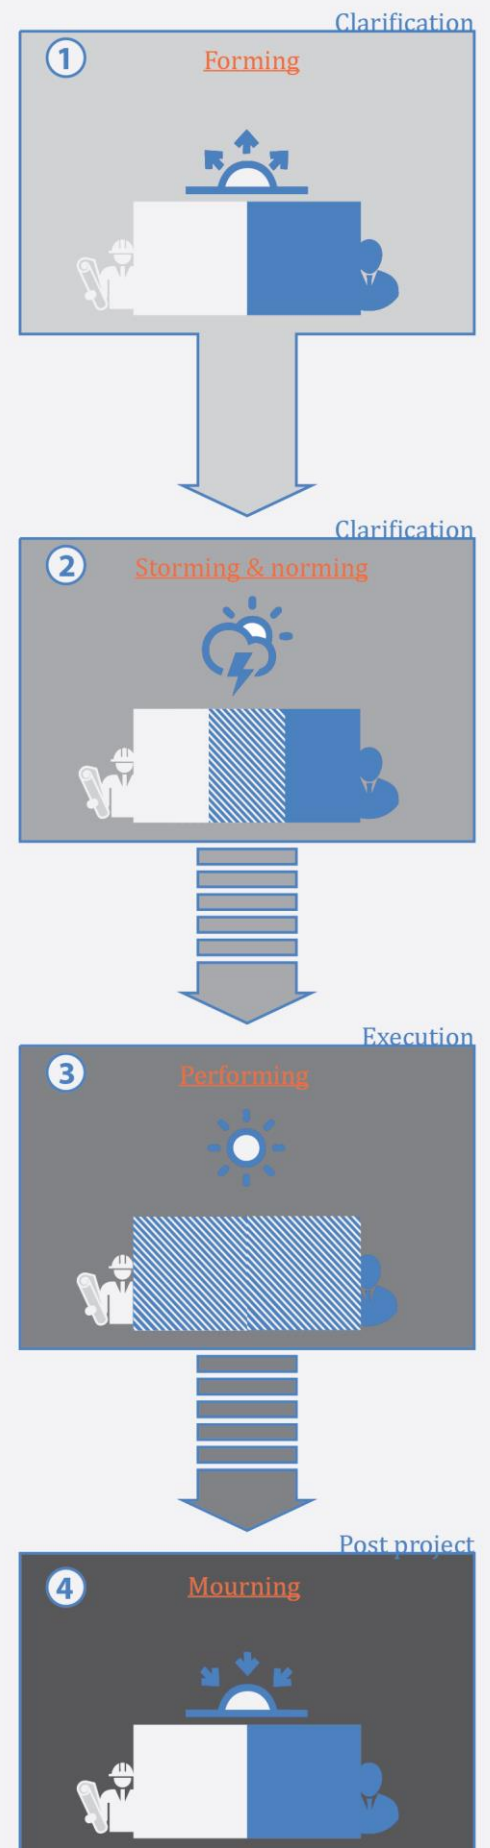 Clarification
1
Forming
Clarification
2
Storming & norming
Execution
3
Performing
Post project
4
Mourning